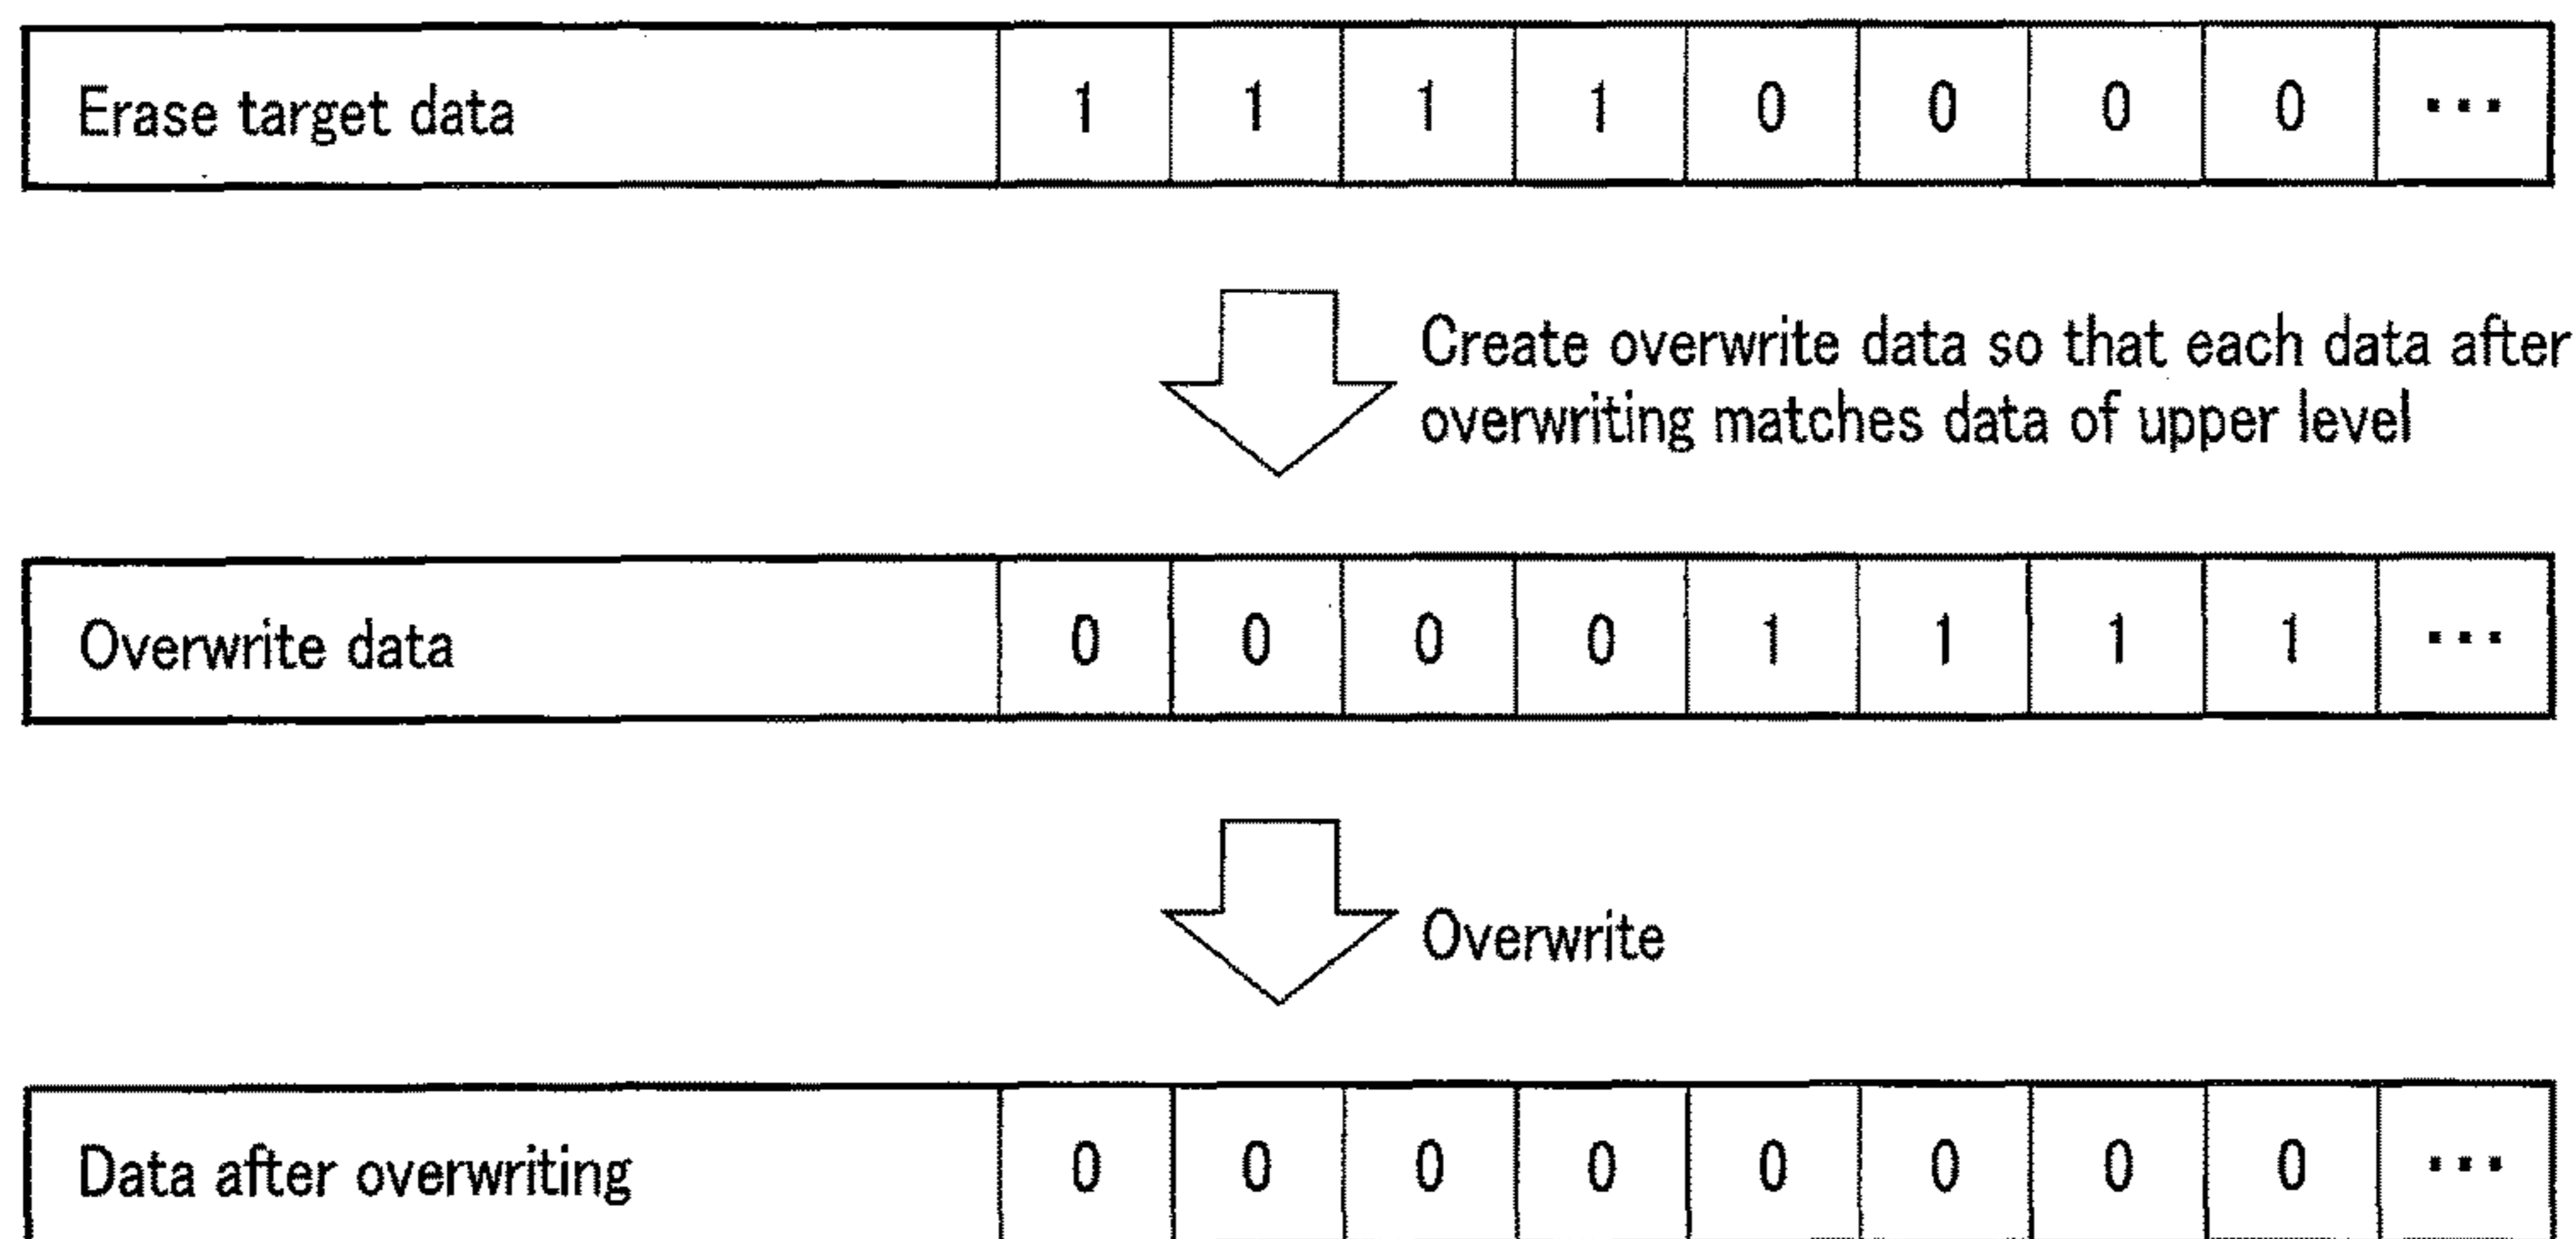 Erase target data 1 1 1 1 0 0 0 0 ...
Create overwrite data so that each data after
overwriting matches data of upper level
Overwrite data 0 0 0 0 1 1 1 1 ...
Overwrite
Data after overwriting 0 0 0 0 0 0 0 0 ...